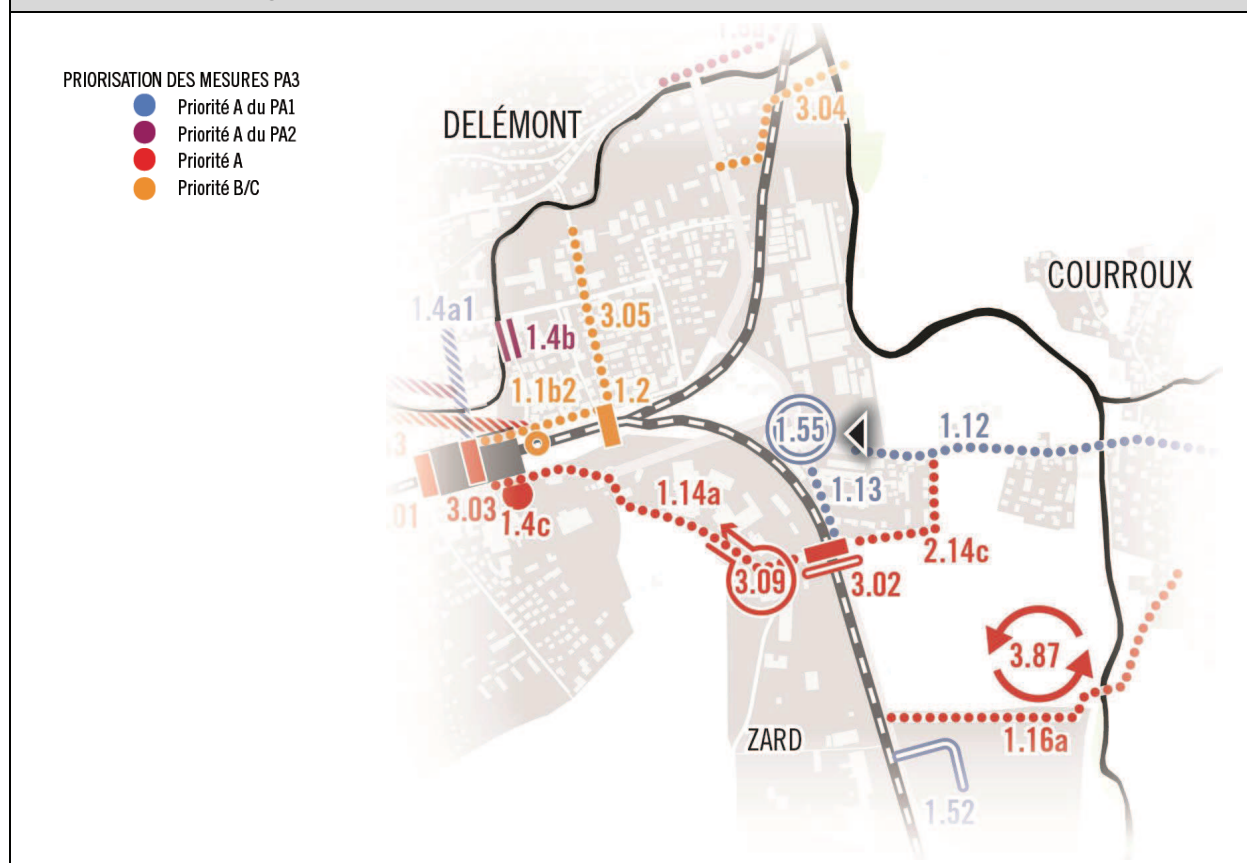 PRIORISATION DES MESURES PA3
Priorité A du PA1
Priorité A du PA2
Priorité A
Priorité B/C
DELÉMONT
3.04
COURROUX
1.4a1
3.05
1.4b
1.1b2
1.2
1.55
1.12
1.13
1.14a
3.03
1.4c
.01
2.14c
3.09
3.02
3.87
ZARD
1.16a
1.52